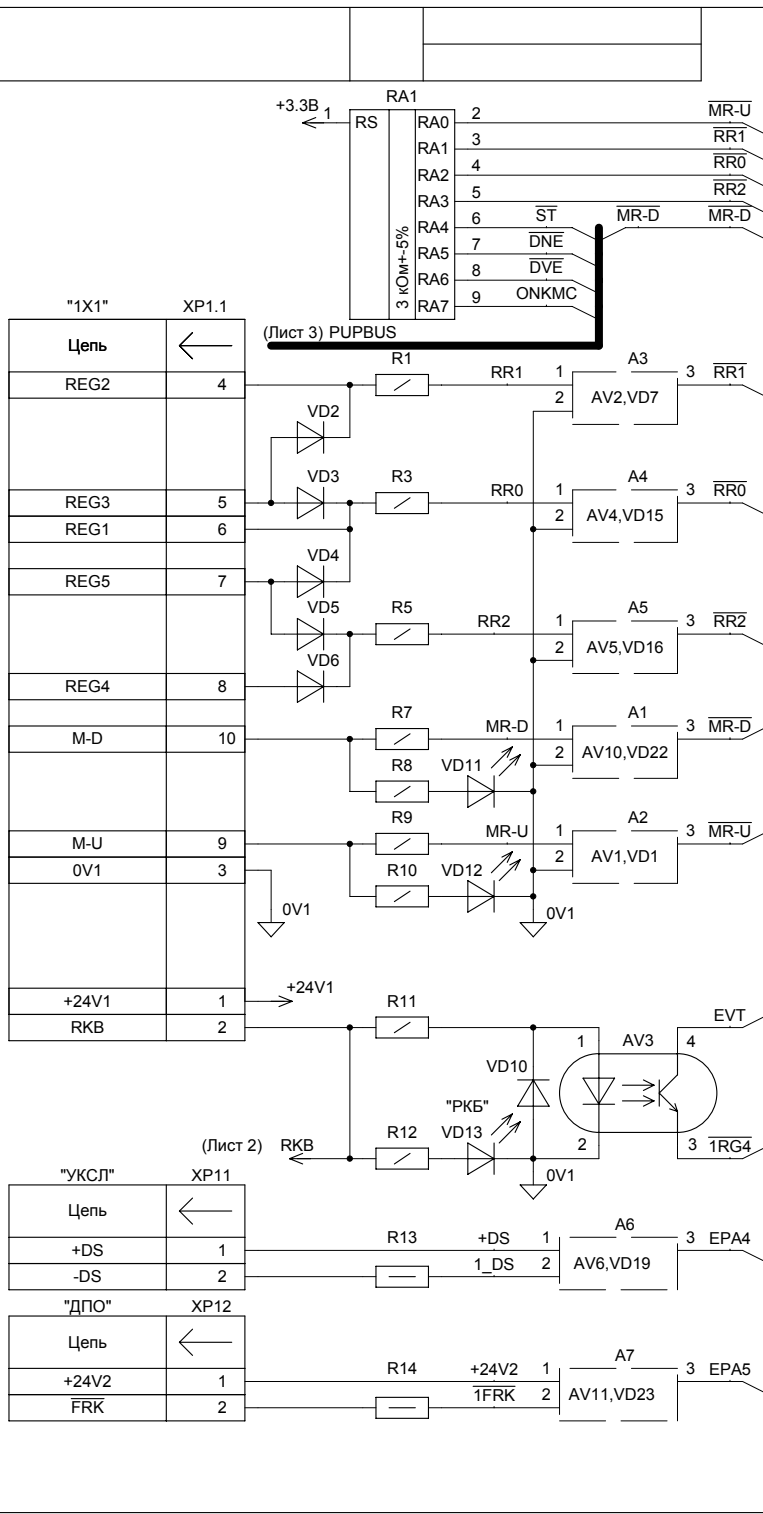 RA1
+3.3В 1 RS RA0 2 MR-U
RA1 3 RR1
RA2 4 RR0
RA3 5 RR2
RA4 6 ST MR-D MR-D
RA5 7 DNE
RA6 8 DVE
RA7 9 ONKMC
3 кОм+-5%
"1X1" XP1.1
(Лист 3) PUPBUS
Цепь
REG2 4 R1 RR1 1 A3 3 RR1
2 AV2,VD7
VD2
REG3 5 VD3 R3 RR0 1 A4 3 RR0
REG1 6 2 AV4,VD15
VD4
REG5 7
VD5 R5 RR2 1 A5 3 RR2
2 AV5,VD16
VD6
REG4 8
M-D 10 R7 MR-D 1 A1 3 MR-D
R8 VD11 2 AV10,VD22
M-U 9 R9 MR-U 1 A2 3 MR-U
0V1 3 R10 VD12 2 AV1,VD1
0V1 0V1
+24V1 1 +24V1
RKB 2 R11 EVT
1 AV3 4
VD10
"РКБ"
(Лист 2) RKB R12 VD13 2 3 1RG4
0V1
"УКСЛ" XP11
Цепь
+DS 1 R13 +DS 1 A6 3 EPA4
-DS 2 1_DS 2 AV6,VD19
"ДПО" XP12
Цепь
+24V2 1 R14 +24V2 1 A7 3 EPA5
FRK 2 1FRK 2 AV11,VD23